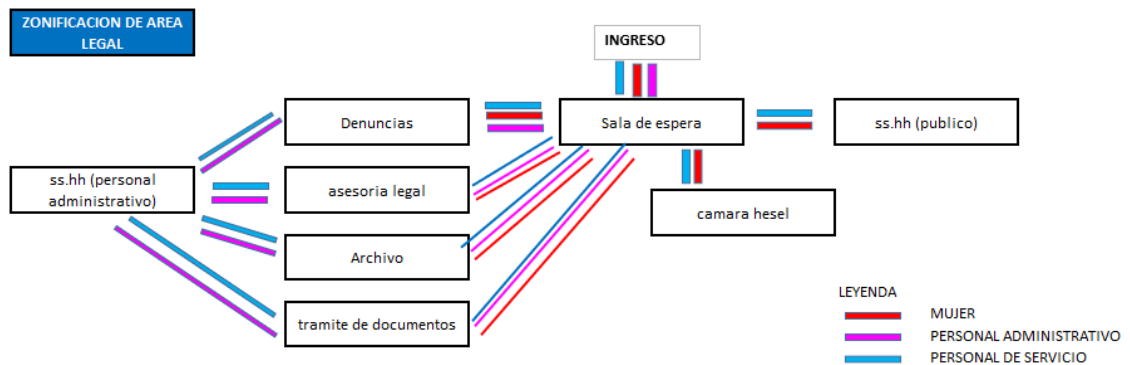 ZONIFICACION DE AREA
LEGAL
INGRESO
Denuncias
Sala de espera
ss.hh (publico)
ss.hh (personal
administrativo)
asesoria legal
camara hesel
Archivo
tramite de documentos
LEYENDA
MUJER
PERSONAL ADMINISTRATIVO
PERSONAL DE SERVICIO